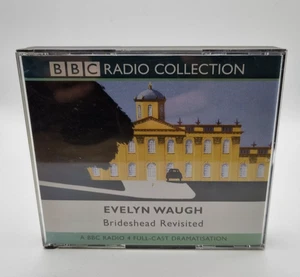 BBC RADIO COLLECTION
EVELYN WAUGH
Brideshead Revisited
A BBC RADIO 4 FULL-CAST DRAMATISATION